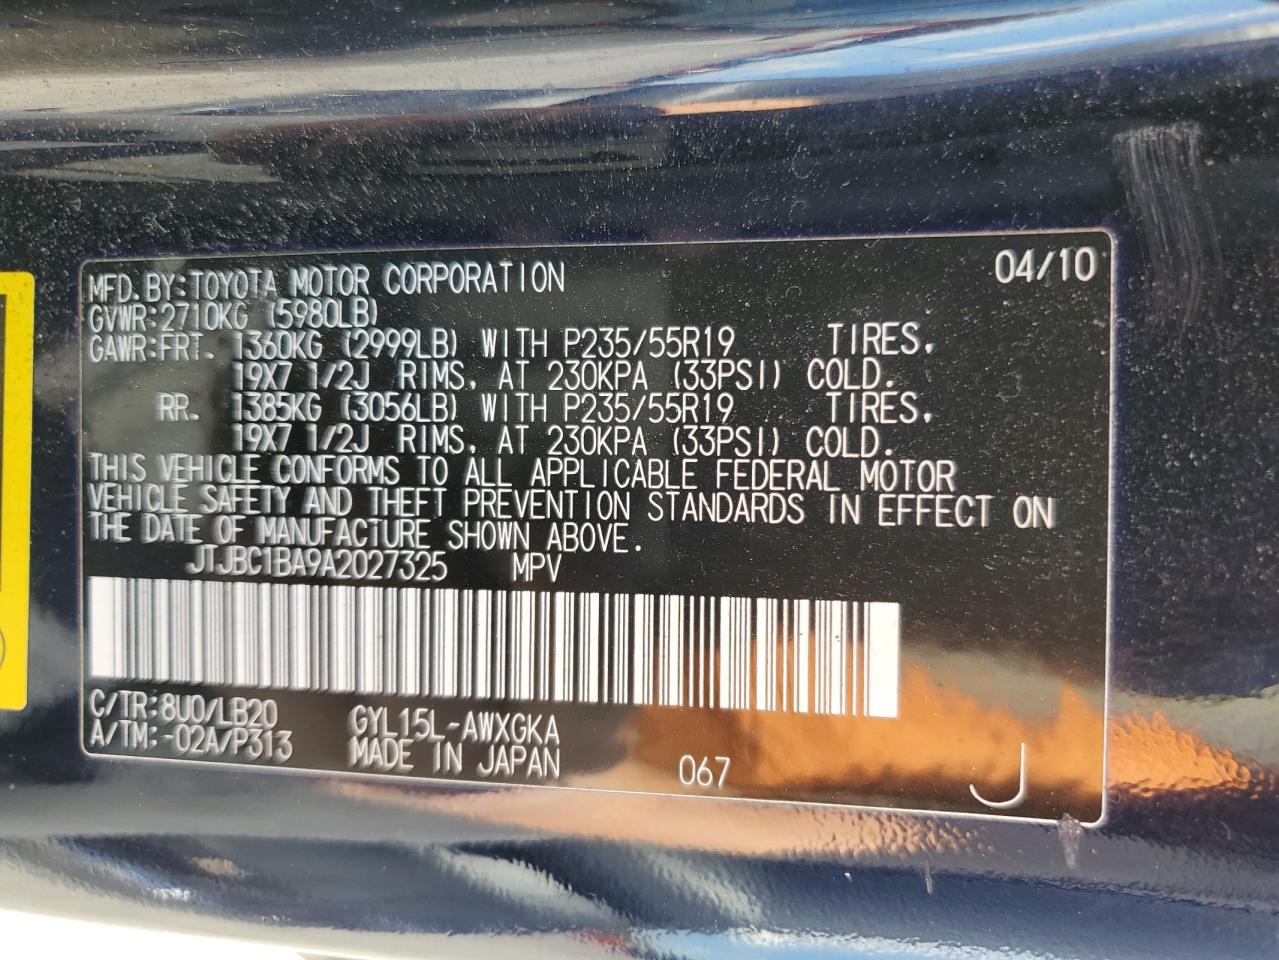 MFD.BY:TOYOTA MOTOR CORPORATION 04/10
GVWR:2710KG (5980LB)
GAWR:FRT. 1360KG (2999LB) WITH P235/55R19 TIRES,
19X7 1/2J RIMS, AT 230KPA (33PSI) COLD.
RR. 1385KG (3056LB) WITH P235/55R19 TIRES,
19X7 1/2J RIMS, AT 230KPA (33PSI) COLD.
THIS VEHICLE CONFORMS TO ALL APPLICABLE FEDERAL MOTOR
VEHICLE SAFETY AND THEFT PREVENTION STANDARDS IN EFFECT ON
THE DATE OF MANUFACTURE SHOWN ABOVE.
JTJBC1BA9A2027325 MPV
C/TR:8U0/LB20 GYL15L-AWXGKA
A/TM:-02A/P313 MADE IN JAPAN 067 J